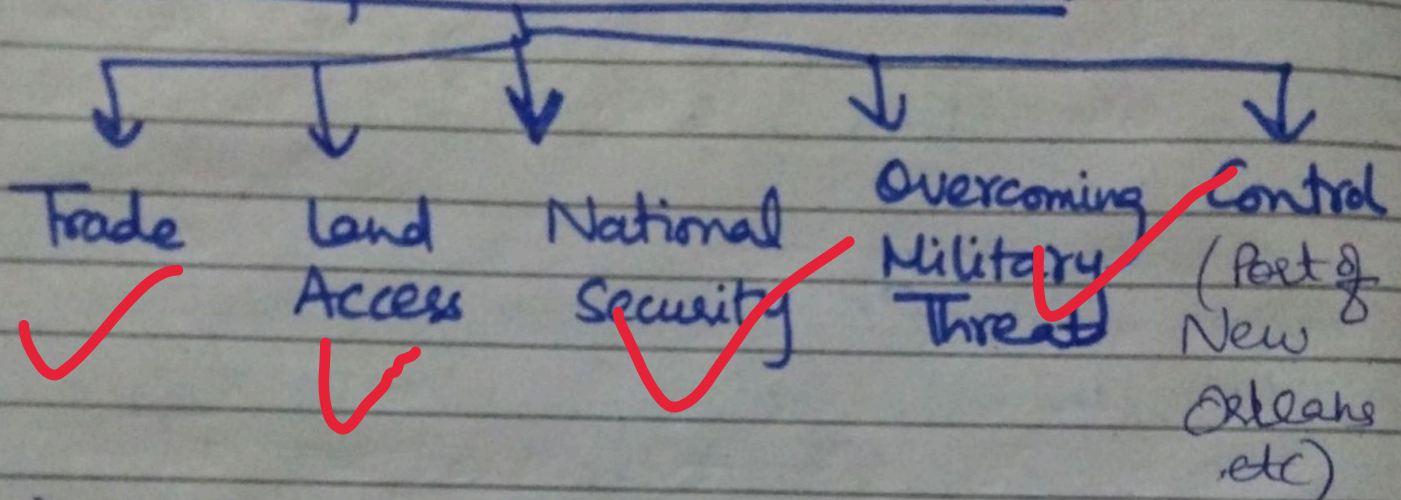 Trade
Land
Access
National
Security
Overcoming
Military
Threat
Control
(Port of
New
Orleans
.etc)